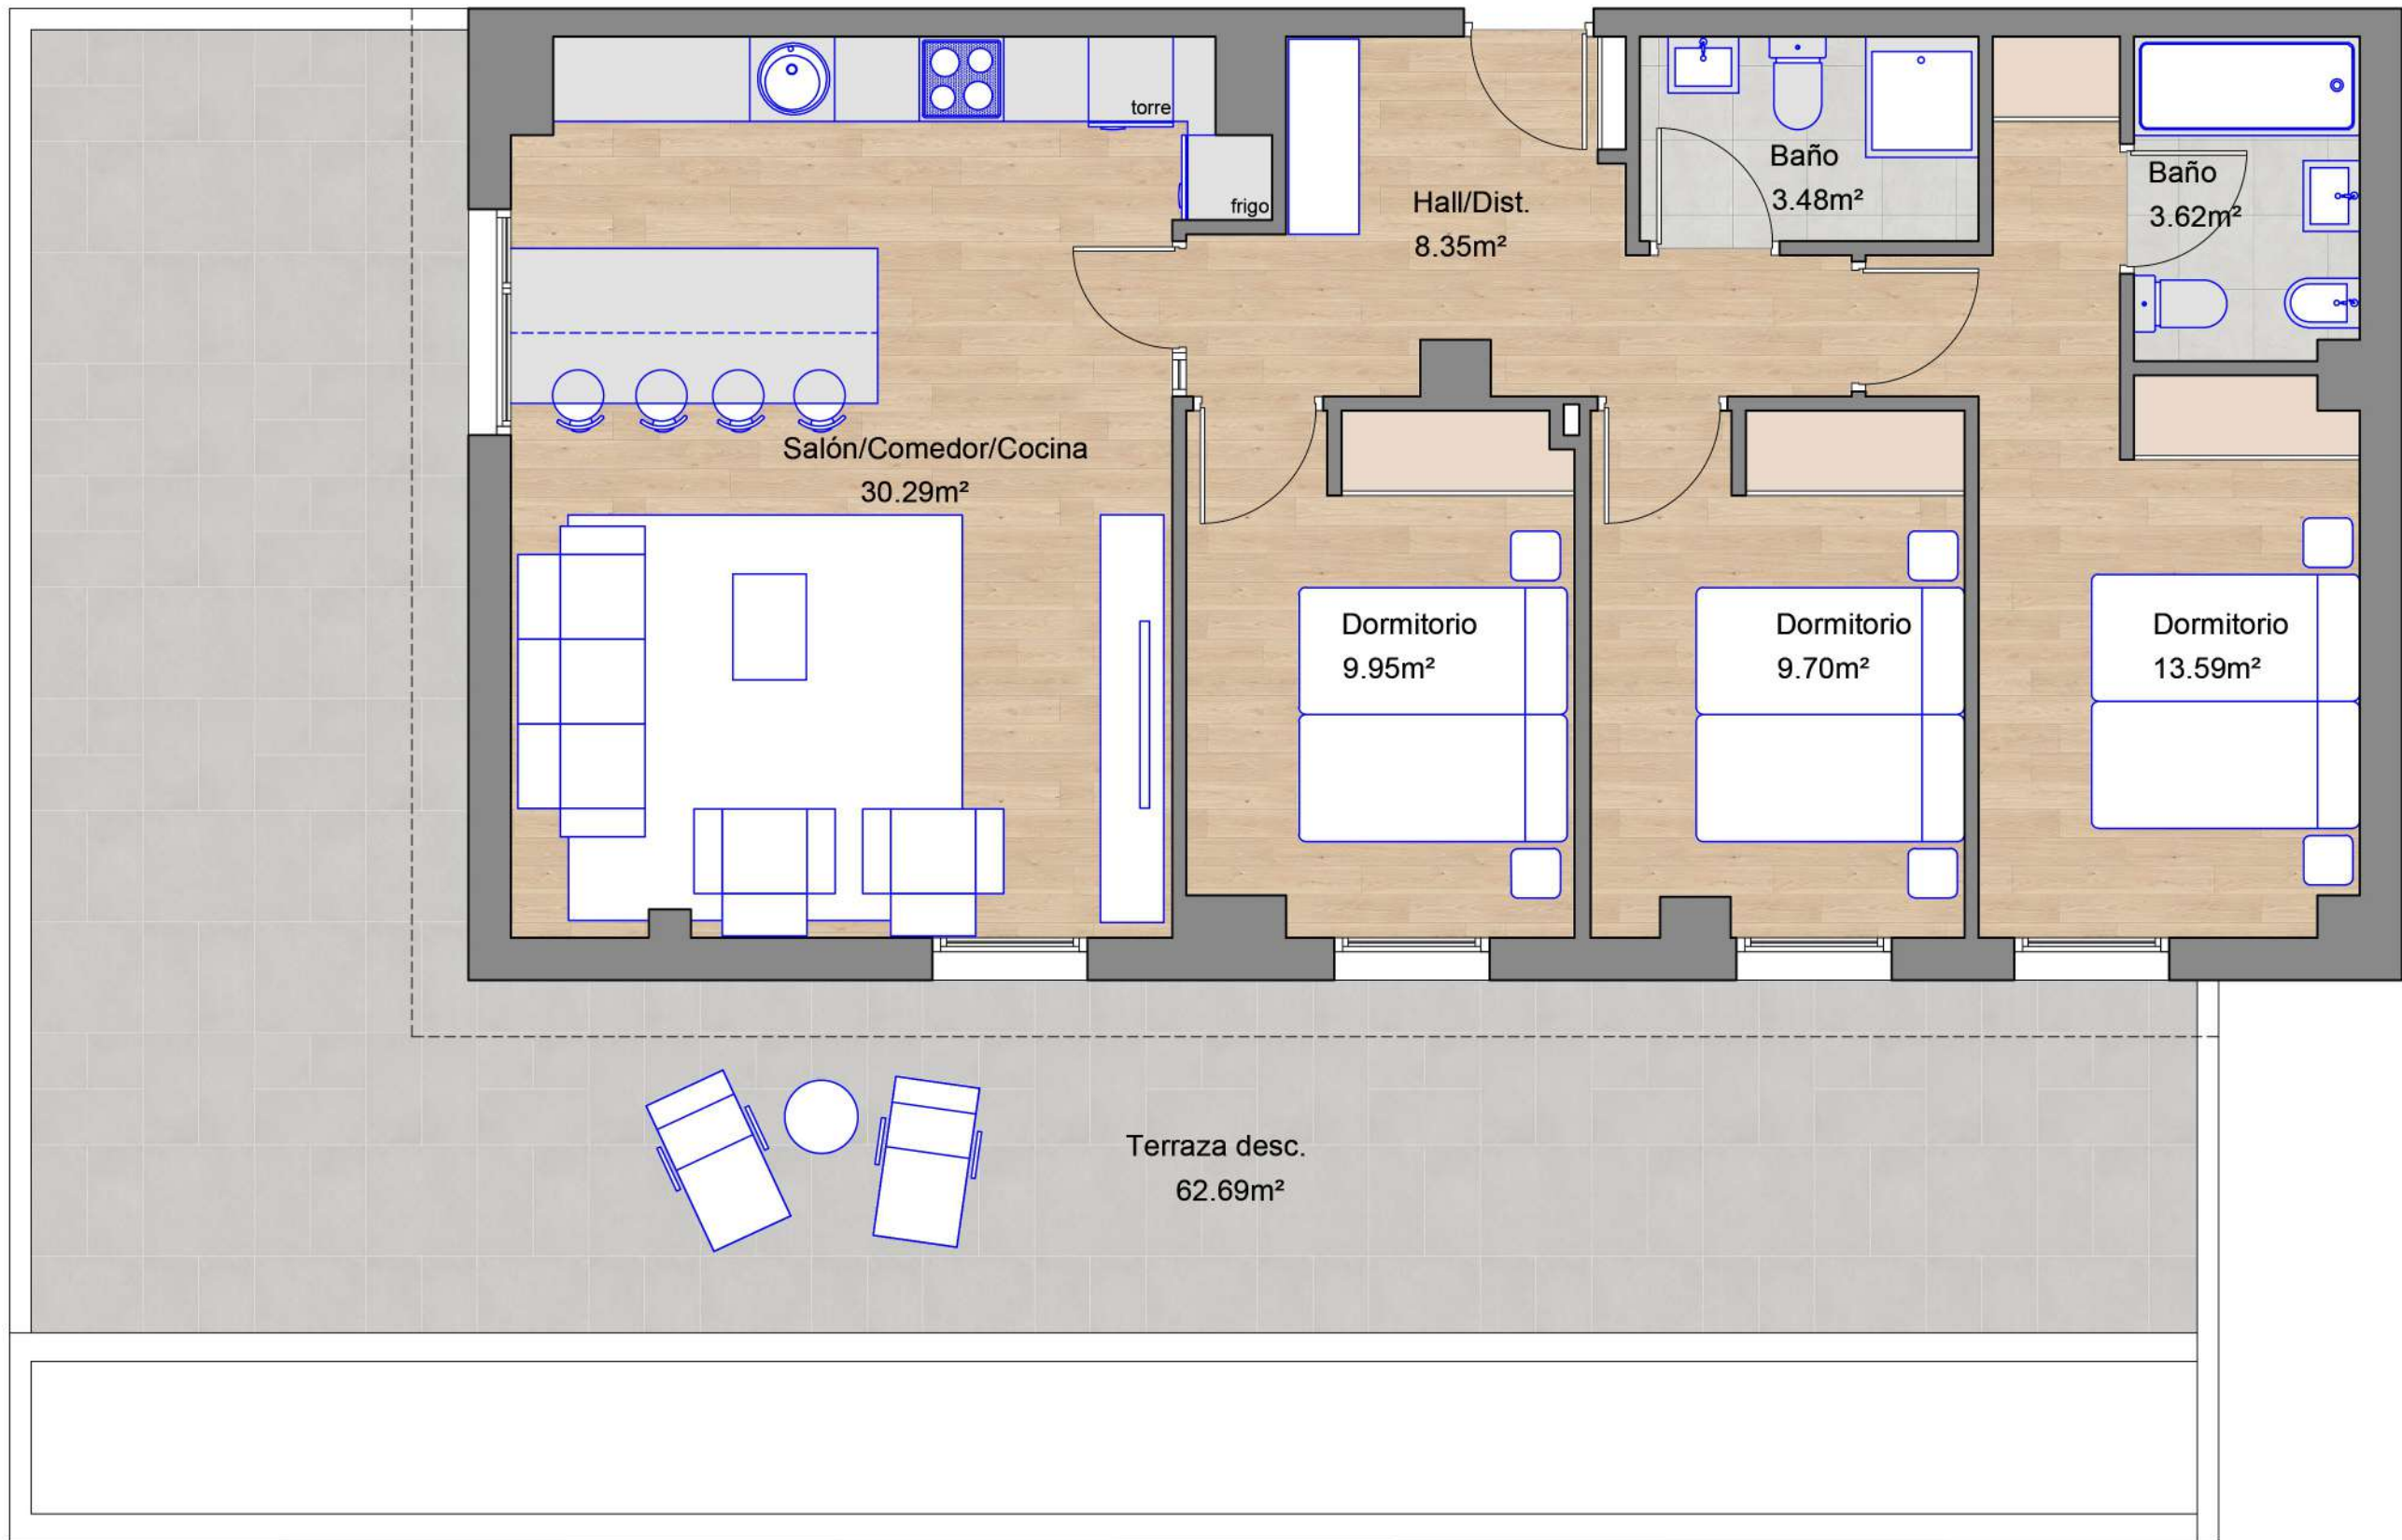 torre
frigo
Hall/Dist.
8.35m²
Baño
3.48m²
Baño
3.62m²
Salón/Comedor/Cocina
30.29m²
Dormitorio
9.95m²
Dormitorio
9.70m²
Dormitorio
13.59m²
Terraza desc.
62.69m²